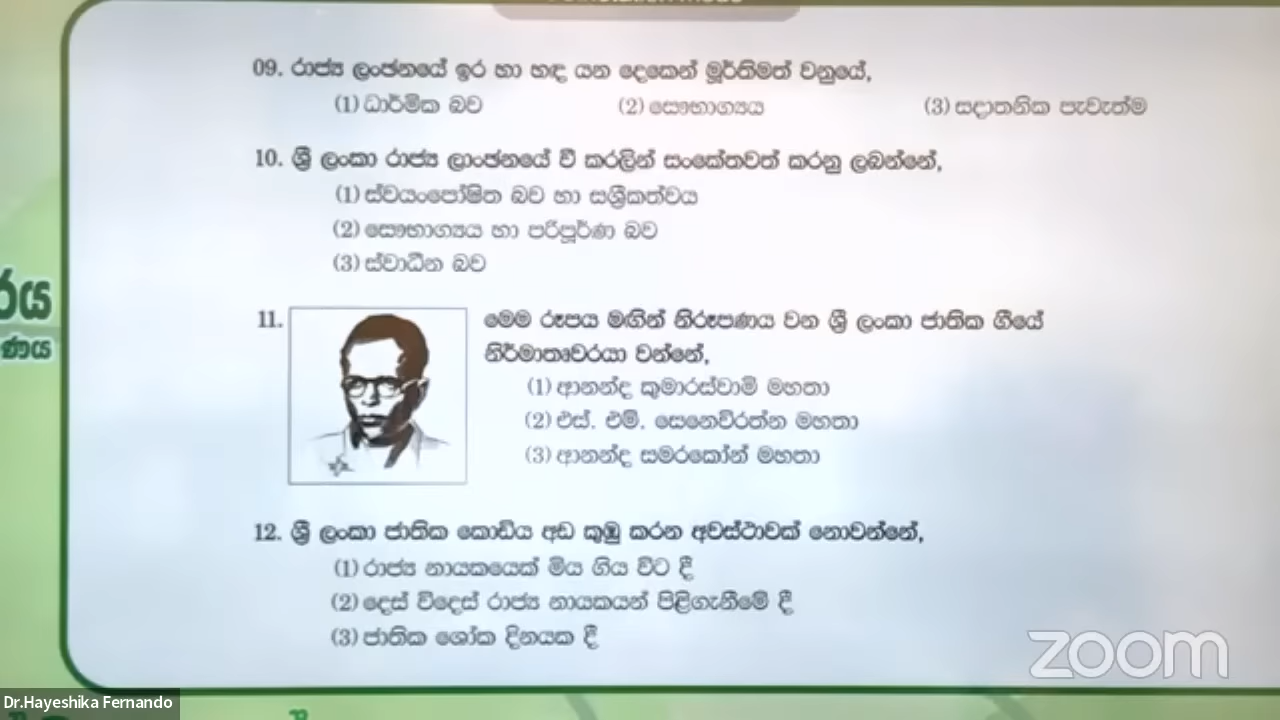 09. රාජ්‍ය ලංඡනයේ ඉර හා හඳ යන දෙකෙන් මූර්තිමත් වනුයේ,
(1) ධාර්මික බව (2) සෞභාග්‍යය (3) සදාතනික පැවැත්ම
10. ශ්‍රී ලංකා රාජ්‍ය ලාංඡනයේ වී කරලින් සංකේතවත් කරනු ලබන්නේ,
(1) ස්වයංපෝෂිත බව හා සශ්‍රීකත්වය
(2) සෞභාග්‍යය හා පරිපූර්ණ බව
(3) ස්වාධීන බව
රය
ණය
11. මෙම රූපය මඟින් නිරූපණය වන ශ්‍රී ලංකා ජාතික ගීයේ
නිර්මාතෘවරයා වන්නේ,
(1) ආනන්ද කුමාරස්වාමි මහතා
(2) එස්. එම්. සෙනෙවිරත්න මහතා
(3) ආනන්ද සමරකෝන් මහතා
12. ශ්‍රී ලංකා ජාතික කොඩිය අඩ කුඹු කරන අවස්ථාවක් නොවන්නේ,
(1) රාජ්‍ය නායකයෙක් මිය ගිය විට දී
(2) දෙස් විදෙස් රාජ්‍ය නායකයන් පිළිගැනීමේ දී
(3) ජාතික ශෝක දිනයක දී
zoom
Dr.Hayeshika Fernando